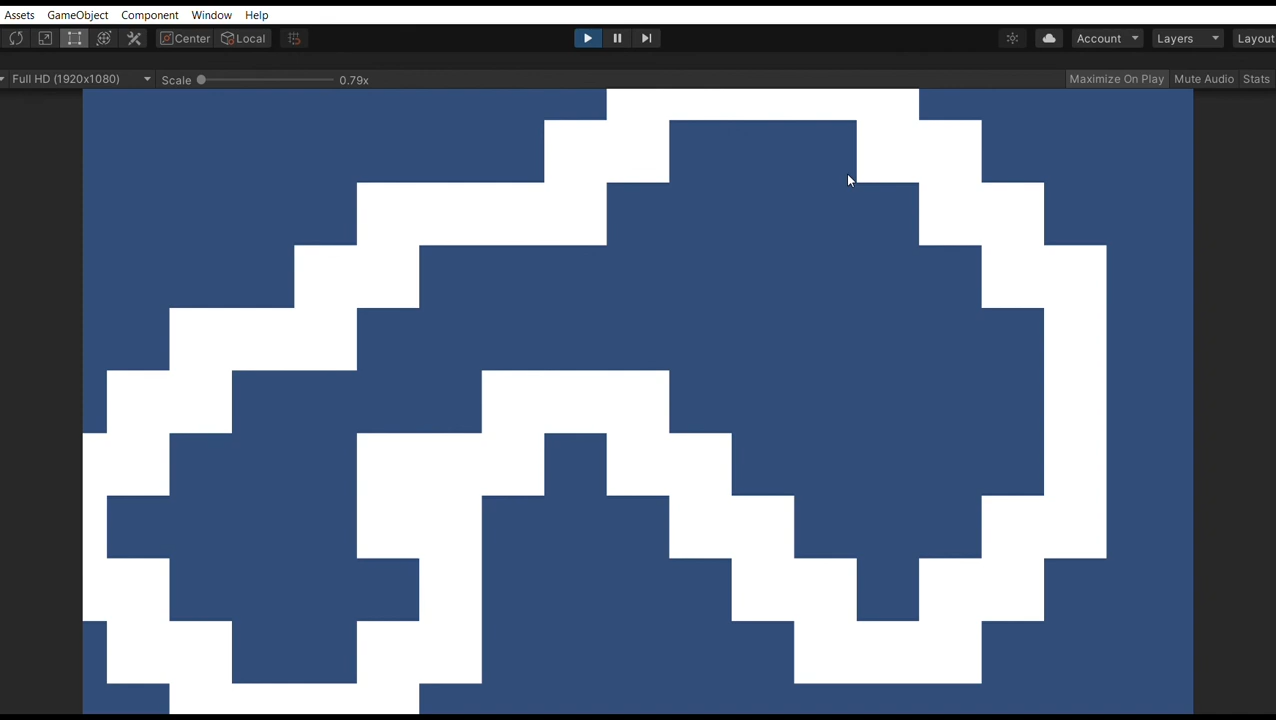 Assets GameObject Component Window Help
Center Local Account Layers Layout
Full HD (1920x1080) Scale 0.79x Maximize On Play Mute Audio Stats